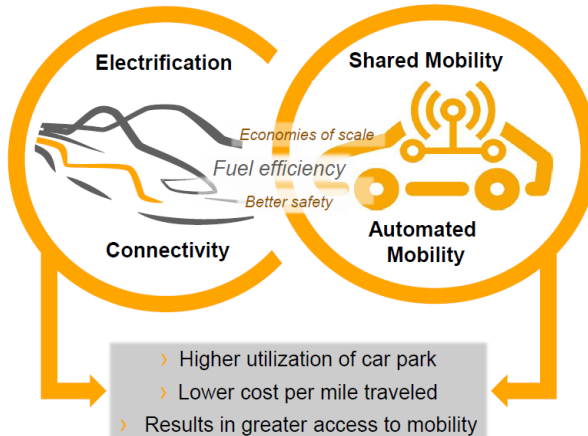 Electrification
Shared Mobility
Economies of scale
Fuel efficiency
Better safety
Connectivity
Automated
Mobility
› Higher utilization of car park
› Lower cost per mile traveled
› Results in greater access to mobility